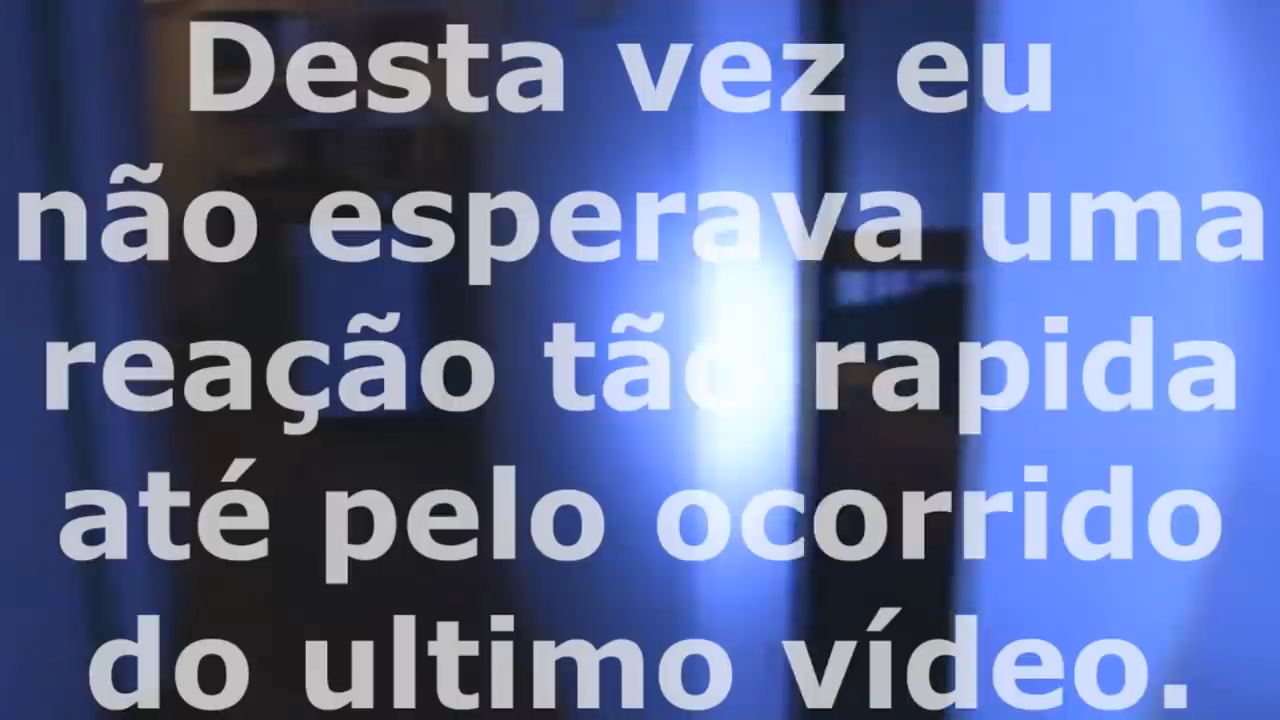 Desta vez eu
não esperava uma
reação tão rapida
até pelo ocorrido
do ultimo vídeo.